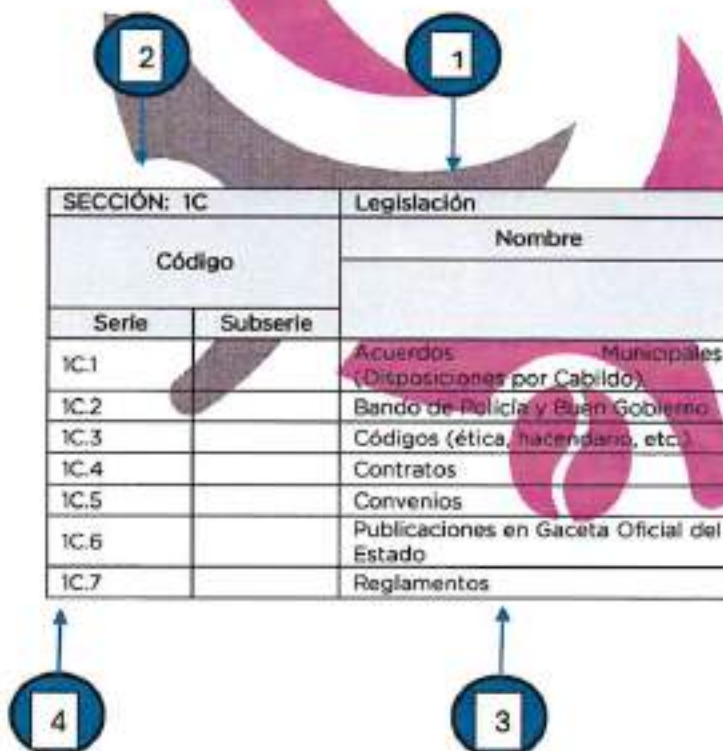 2
1
SECCIÓN: 1C Legislación
Código Nombre
Serie Subserie
1C.1 Acuerdos Municipales
(Disposiciones por Cabildo)
1C.2 Bando de Policía y Buen Gobierno
1C.3 Códigos (ética, hacendario, etc.)
1C.4 Contratos
1C.5 Convenios
1C.6 Publicaciones en Gaceta Oficial del
Estado
1C.7 Reglamentos
4
3